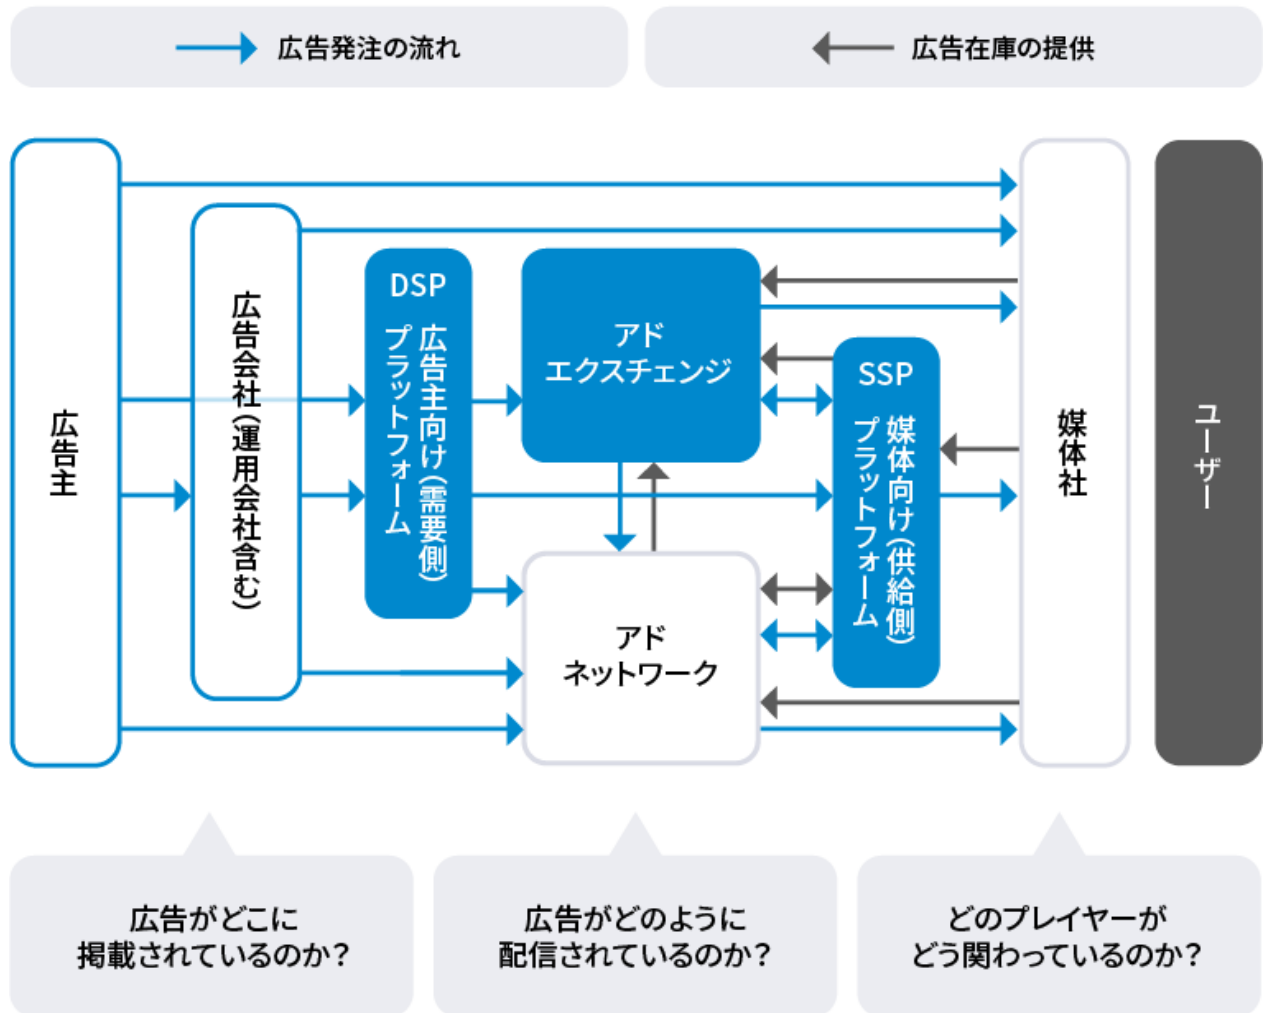 広告発注の流れ
広告在庫の提供
広告主
広告会社(運用会社含む)
DSP
広告主向け(需要側)
プラットフォーム
アド
エクスチェンジ
アド
ネットワーク
SSP
媒体向け(供給側)
プラットフォーム
媒体社
ユーザー
広告がどこに
掲載されているのか?
広告がどのように
配信されているのか?
どのプレイヤーが
どう関わっているのか?